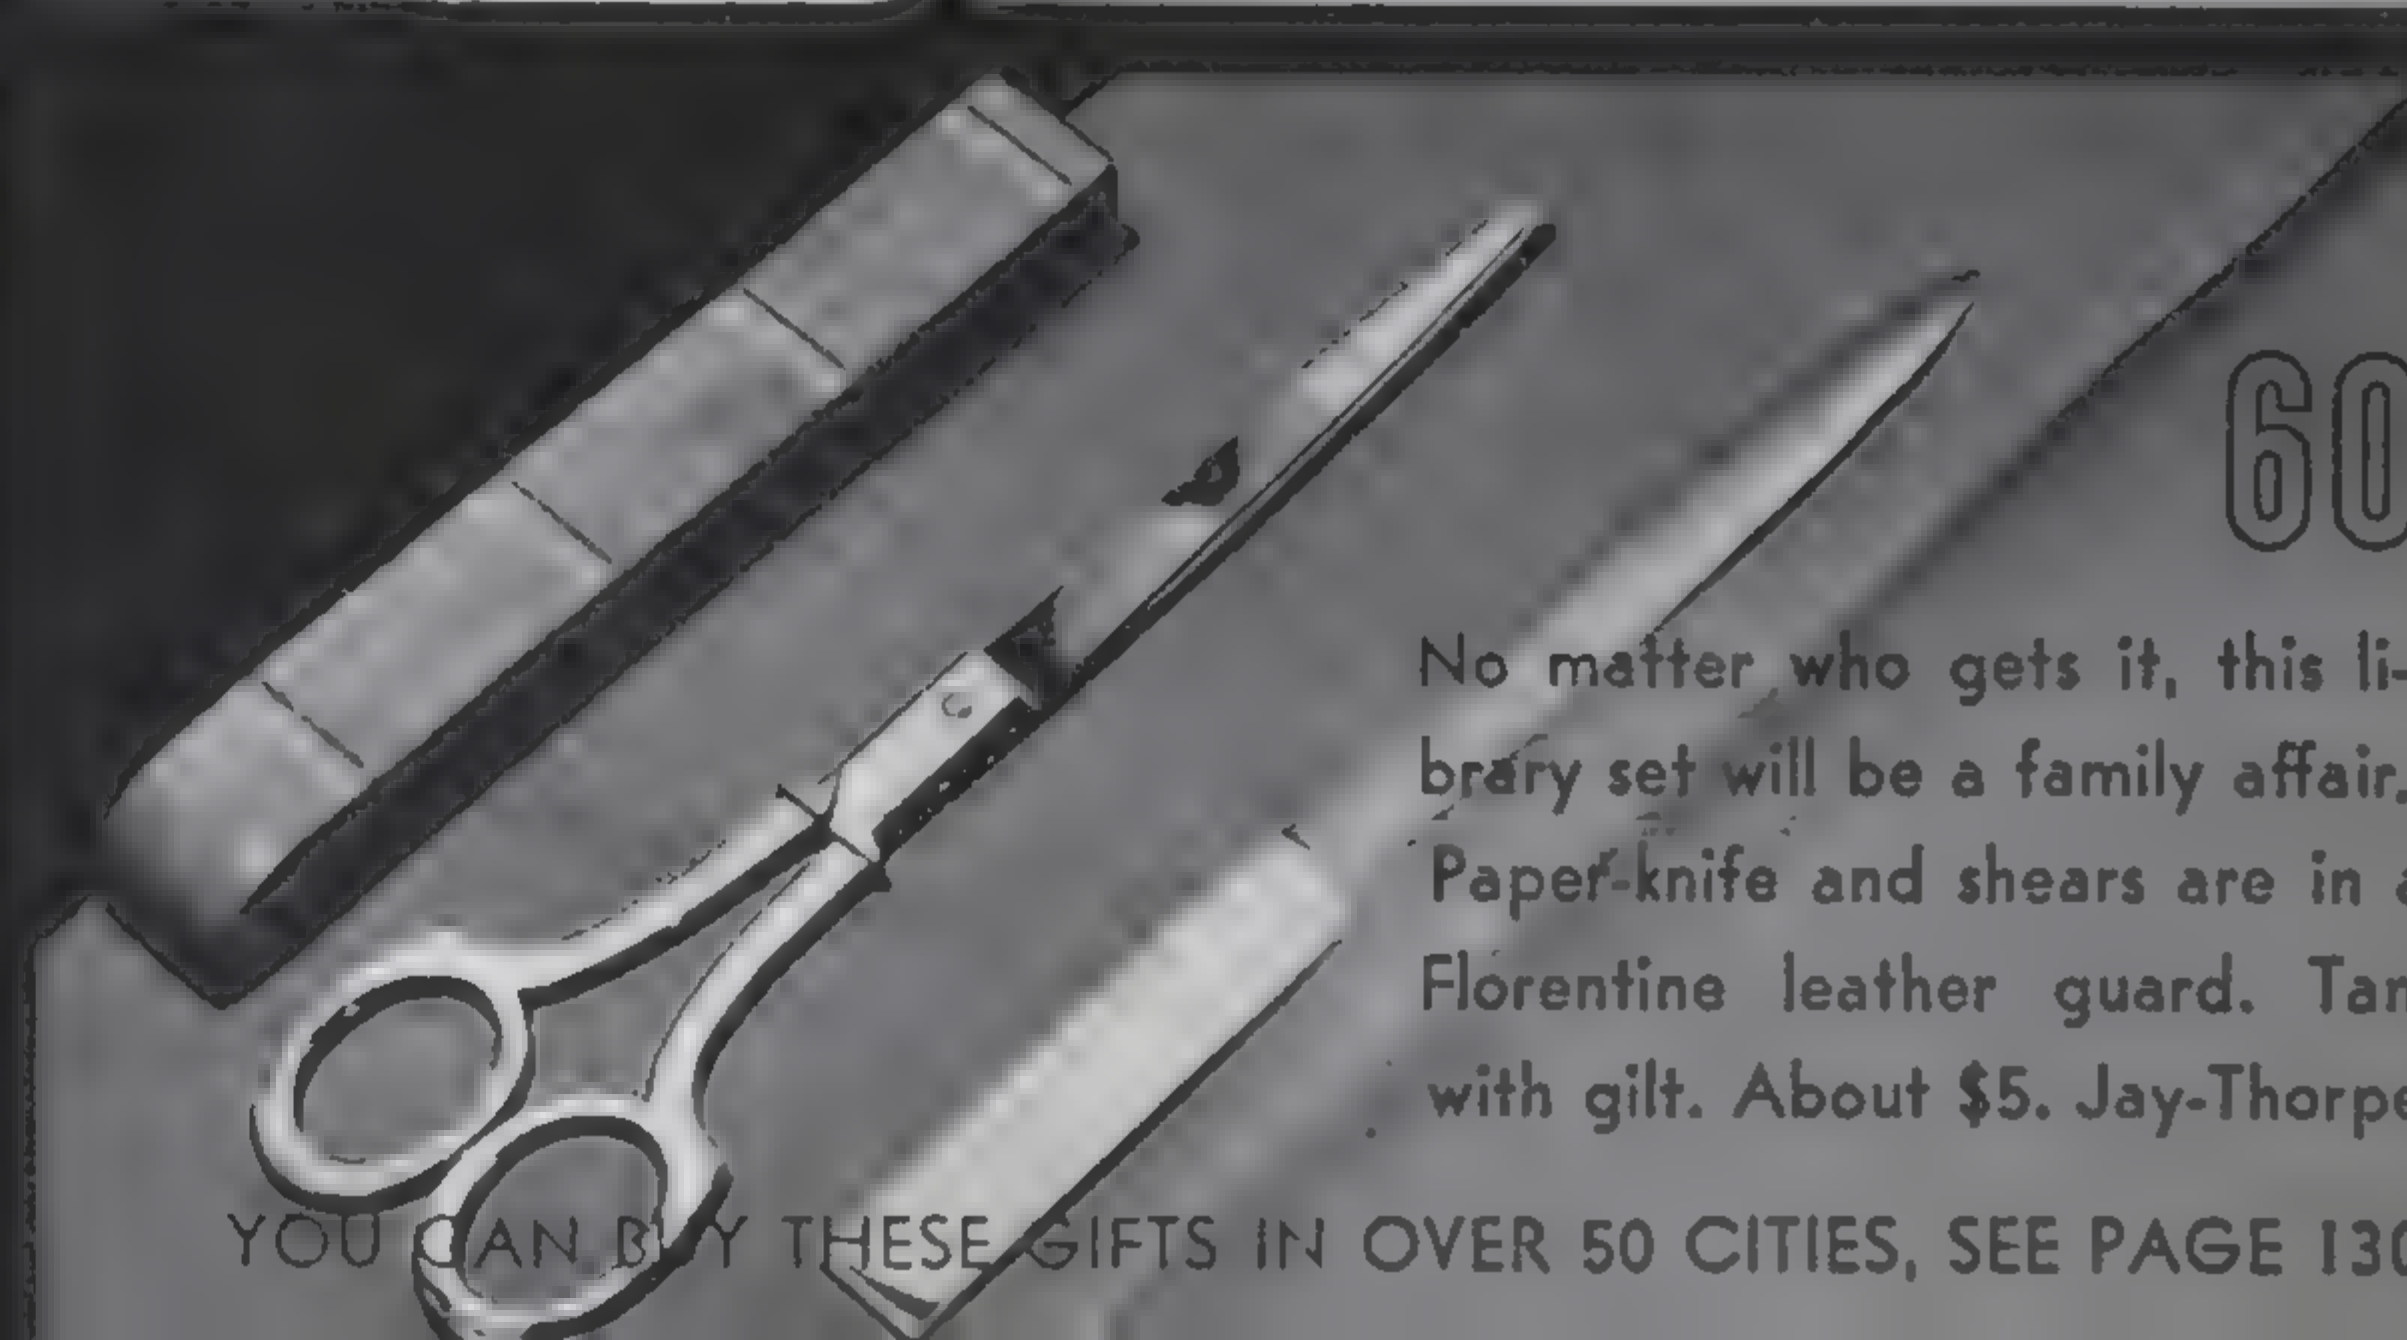 60
No matter who gets it, this li-
brary set will be a family affair.
Paper-knife and shears are in a
Florentine leather guard. Tan
with gilt. About $5. Jay-Thorpe
YOU CAN BUY THESE GIFTS IN OVER 50 CITIES, SEE PAGE 130